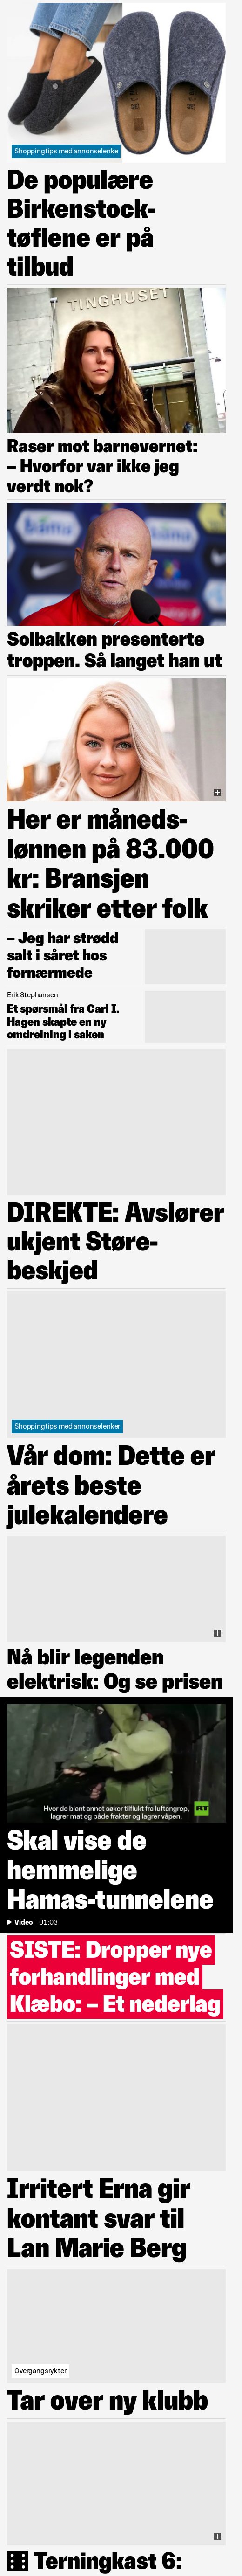 Shoppingtips med annonselenke
De populære
Birkenstock-
tøflene er på
tilbud
TINGHUSET
Raser mot barnevernet:
– Hvorfor var ikke jeg
verdt nok?
Solbakken presenterte
troppen. Så langet han ut
Her er måneds-
lønnen på 83.000
kr: Bransjen
skriker etter folk
– Jeg har strødd
salt i såret hos
fornærmede
Erik Stephansen
Et spørsmål fra Carl I.
Hagen skapte en ny
omdreining i saken
DIREKTE: Avslører
ukjent Støre-
beskjed
Shoppingtips med annonselenker
Vår dom: Dette er
årets beste
julekalendere
Nå blir legenden
elektrisk: Og se prisen
Hvor de blant annet søker tilflukt fra luftangrep,
lagrer mat og både frakter og lagrer våpen.
RT
Skal vise de
hemmelige
Hamas-tunnelene
Video | 01:03
SISTE: Dropper nye
forhandlinger med
Klæbo: – Et nederlag
Irritert Erna gir
kontant svar til
Lan Marie Berg
Overgangsrykter
Tar over ny klubb
Terningkast 6: